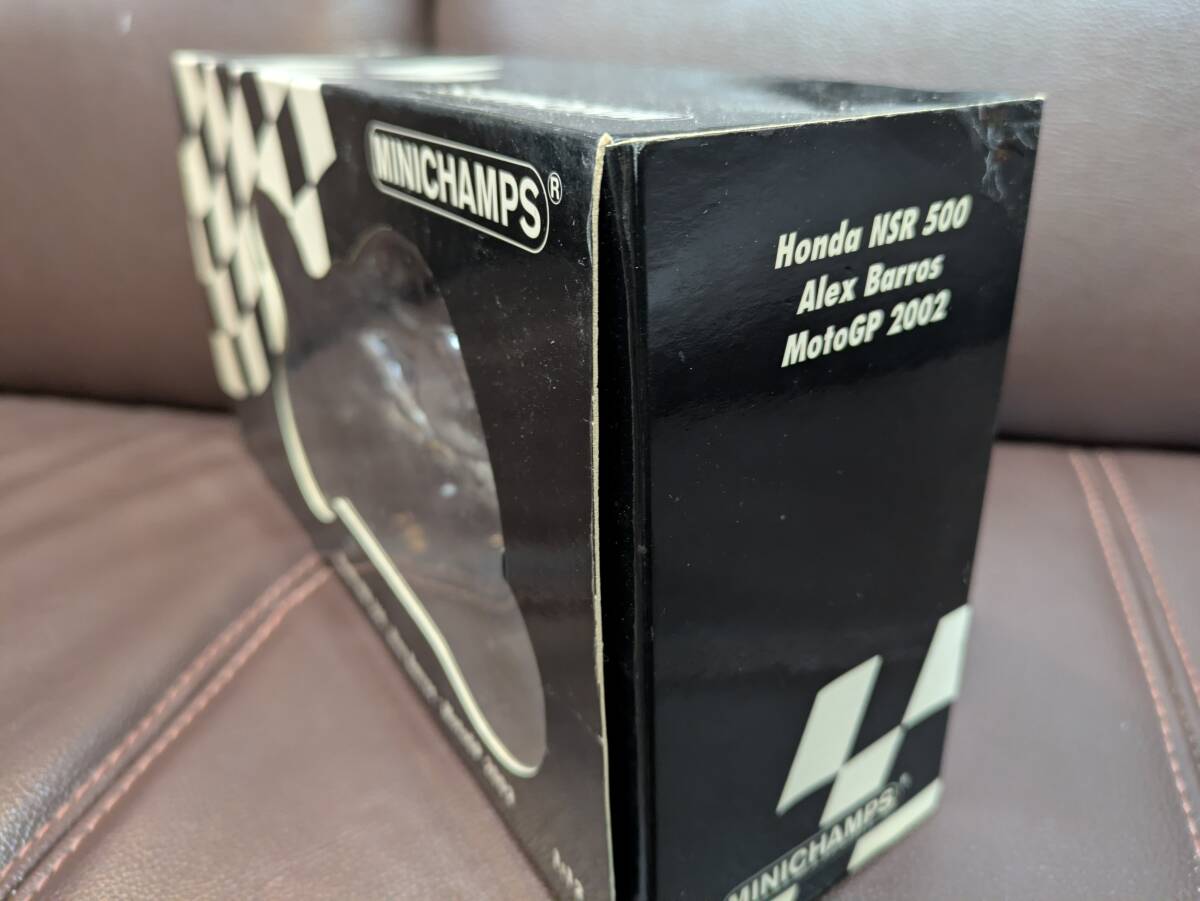 MINICHAMPS®
Honda NSR 500
Alex Barros
MotoGP 2002
MINICHAMPS